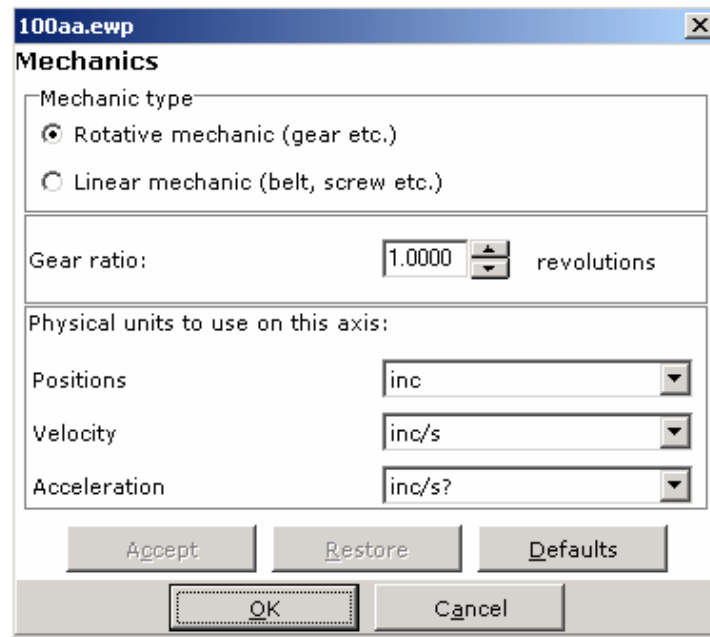 100aa.ewp
Mechanics
Mechanic type
Rotative mechanic (gear etc.)
Linear mechanic (belt, screw etc.)
Gear ratio: 1.0000 revolutions
Physical units to use on this axis:
Positions inc
Velocity inc/s
Acceleration inc/s?
Accept Restore Defaults
OK Cancel